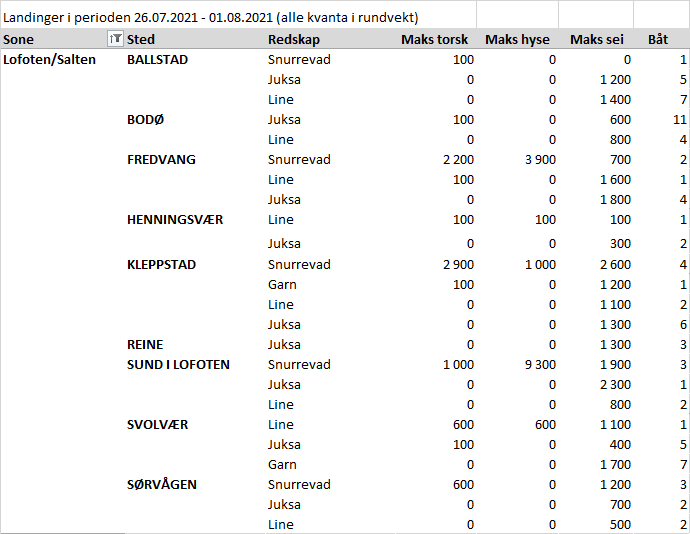 Landinger i perioden 26.07.2021 - 01.08.2021 (alle kvanta i rundvekt)
Sone Sted Redskap Maks torsk Maks hyse Maks sei Båt
Lofoten/Salten BALLSTAD Snurrevad 100 0 0 1
Juksa 0 0 1 200 5
Line 0 0 1 400 7
BODØ Juksa 100 0 600 11
Line 0 0 800 4
FREDVANG Snurrevad 2 200 3 900 700 2
Line 100 0 1 600 1
Juksa 0 0 1 800 4
HENNINGSVÆR Line 100 100 100 1
Juksa 0 0 300 2
KLEPPSTAD Snurrevad 2 900 1 000 2 600 4
Garn 100 0 1 200 1
Line 0 0 1 100 2
Juksa 0 0 1 300 6
REINE Juksa 0 0 1 300 3
SUND I LOFOTEN Snurrevad 1 000 9 300 1 900 3
Juksa 0 0 2 300 1
Line 0 0 800 2
SVOLVÆR Line 600 600 1 100 1
Juksa 100 0 400 5
Garn 0 0 1 700 7
SØRVÅGEN Snurrevad 600 0 1 200 3
Juksa 0 0 700 2
Line 0 0 500 2